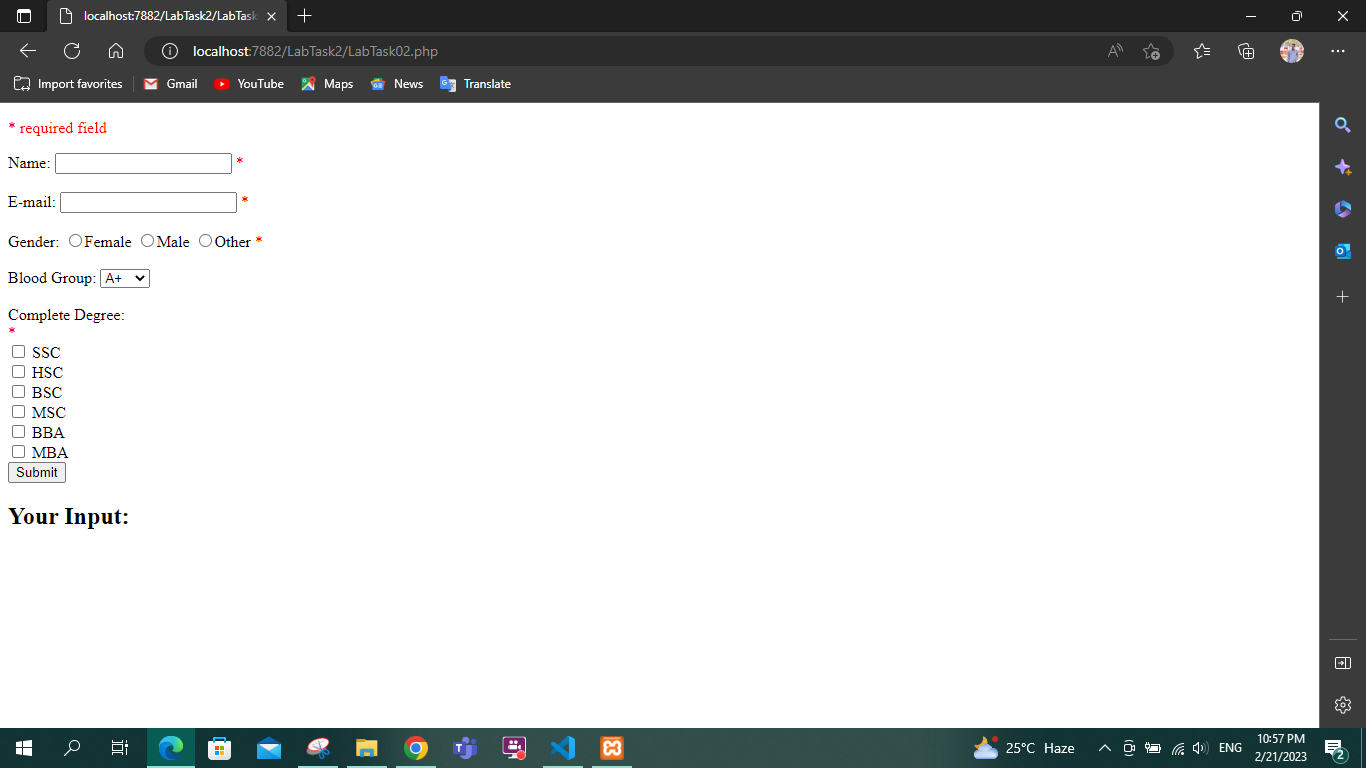 localhost:7882/LabTask2/LabTask
localhost:7882/LabTask2/LabTask02.php
Import favorites Gmail YouTube Maps News Translate
* required field
Name: *
E-mail: *
Gender: Female Male Other *
Blood Group: A+
Complete Degree:
*
SSC
HSC
BSC
MSC
BBA
MBA
Submit
Your Input:
25°C Haze ENG 10:57 PM
2/21/2023
2